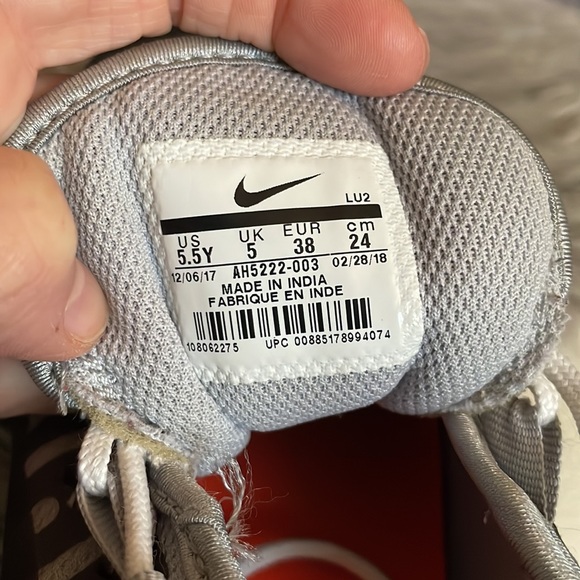 LU2
US UK EUR cm
5.5Y 5 38 24
12/06/17 AH5222-003 02/28/18
MADE IN INDIA
FABRIQUE EN INDE
108062275 UPC 00885178994074